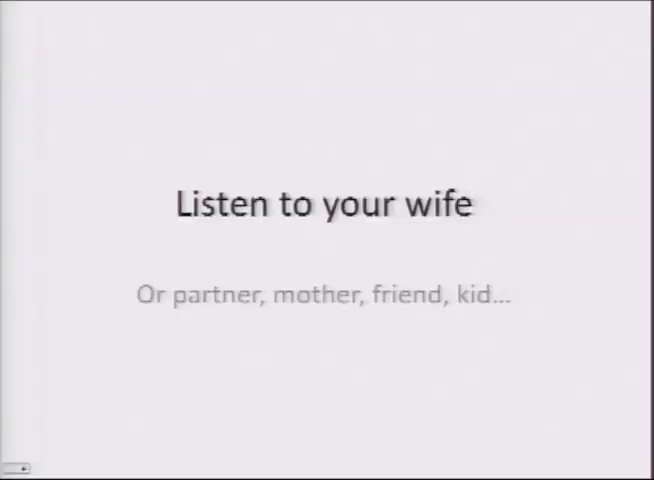 Listen to your wife
Or partner, mother, friend, kid...